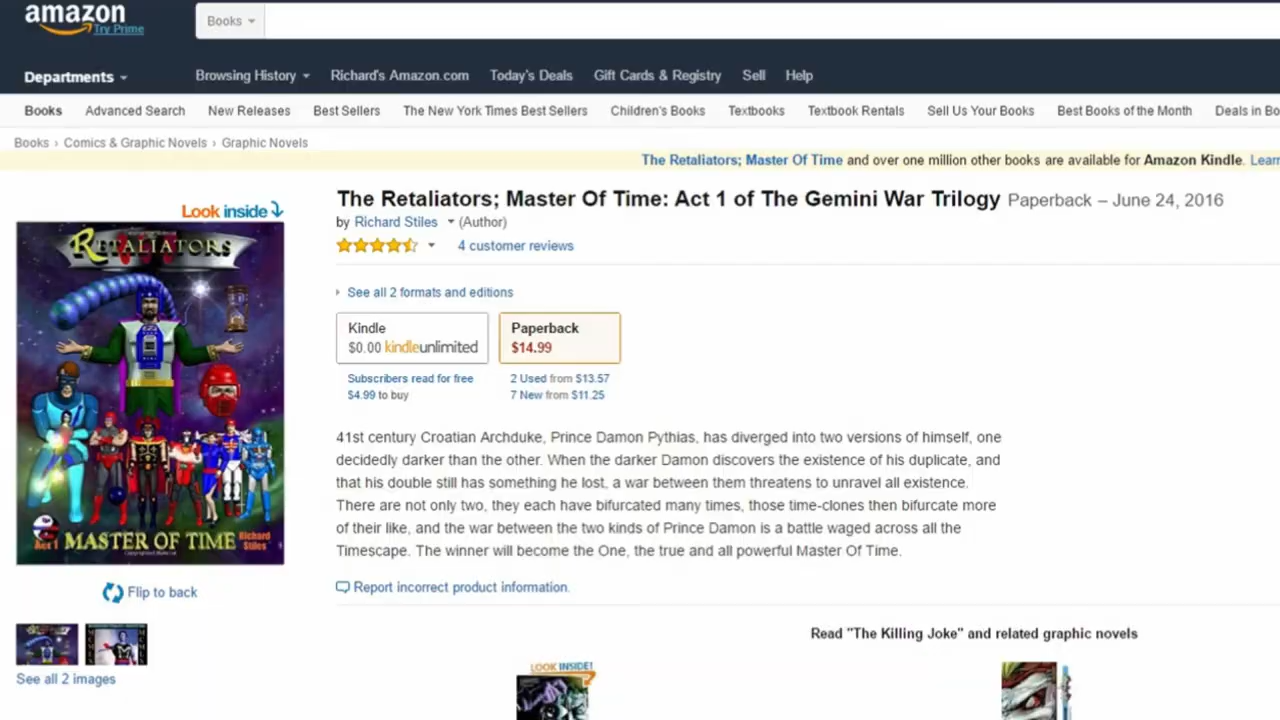 amazon
Try Prime
Books
Departments
Browsing History
Richard's Amazon.com
Today's Deals
Gift Cards & Registry
Sell
Help
Books
Advanced Search
New Releases
Best Sellers
The New York Times Best Sellers
Children's Books
Textbooks
Textbook Rentals
Sell Us Your Books
Best Books of the Month
Deals in Bo
Books › Comics & Graphic Novels › Graphic Novels
The Retaliators; Master Of Time and over one million other books are available for Amazon Kindle. Learn
Look inside
RETALIATORS
Act 1
MASTER OF TIME
Richard
Stiles
The Retaliators; Master Of Time: Act 1 of The Gemini War Trilogy Paperback – June 24, 2016
by Richard Stiles (Author)
4 customer reviews
See all 2 formats and editions
Kindle
$0.00 kindleunlimited
Subscribers read for free
$4.99 to buy
Paperback
$14.99
2 Used from $13.57
7 New from $11.25
41st century Croatian Archduke, Prince Damon Pythias, has diverged into two versions of himself, one
decidedly darker than the other. When the darker Damon discovers the existence of his duplicate, and
that his double still has something he lost, a war between them threatens to unravel all existence.
There are not only two, they each have bifurcated many times, those time-clones then bifurcate more
of their like, and the war between the two kinds of Prince Damon is a battle waged across all the
Timescape. The winner will become the One, the true and all powerful Master Of Time.
Report incorrect product information.
Flip to back
See all 2 images
Read "The Killing Joke" and related graphic novels
LOOK INSIDE!